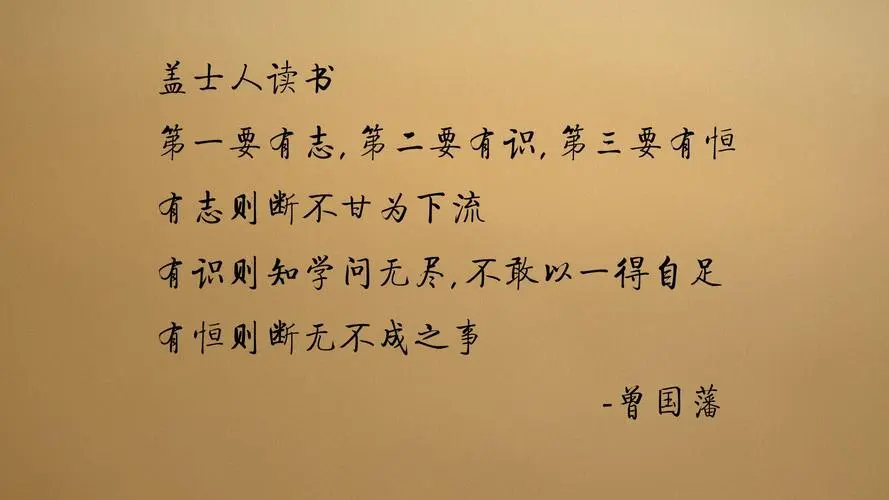 盖士人读书
第一要有志,第二要有识,第三要有恒
有志则断不甘为下流
有识则知学问无尽,不敢以一得自足
有恒则断无不成之事
-曾国藩